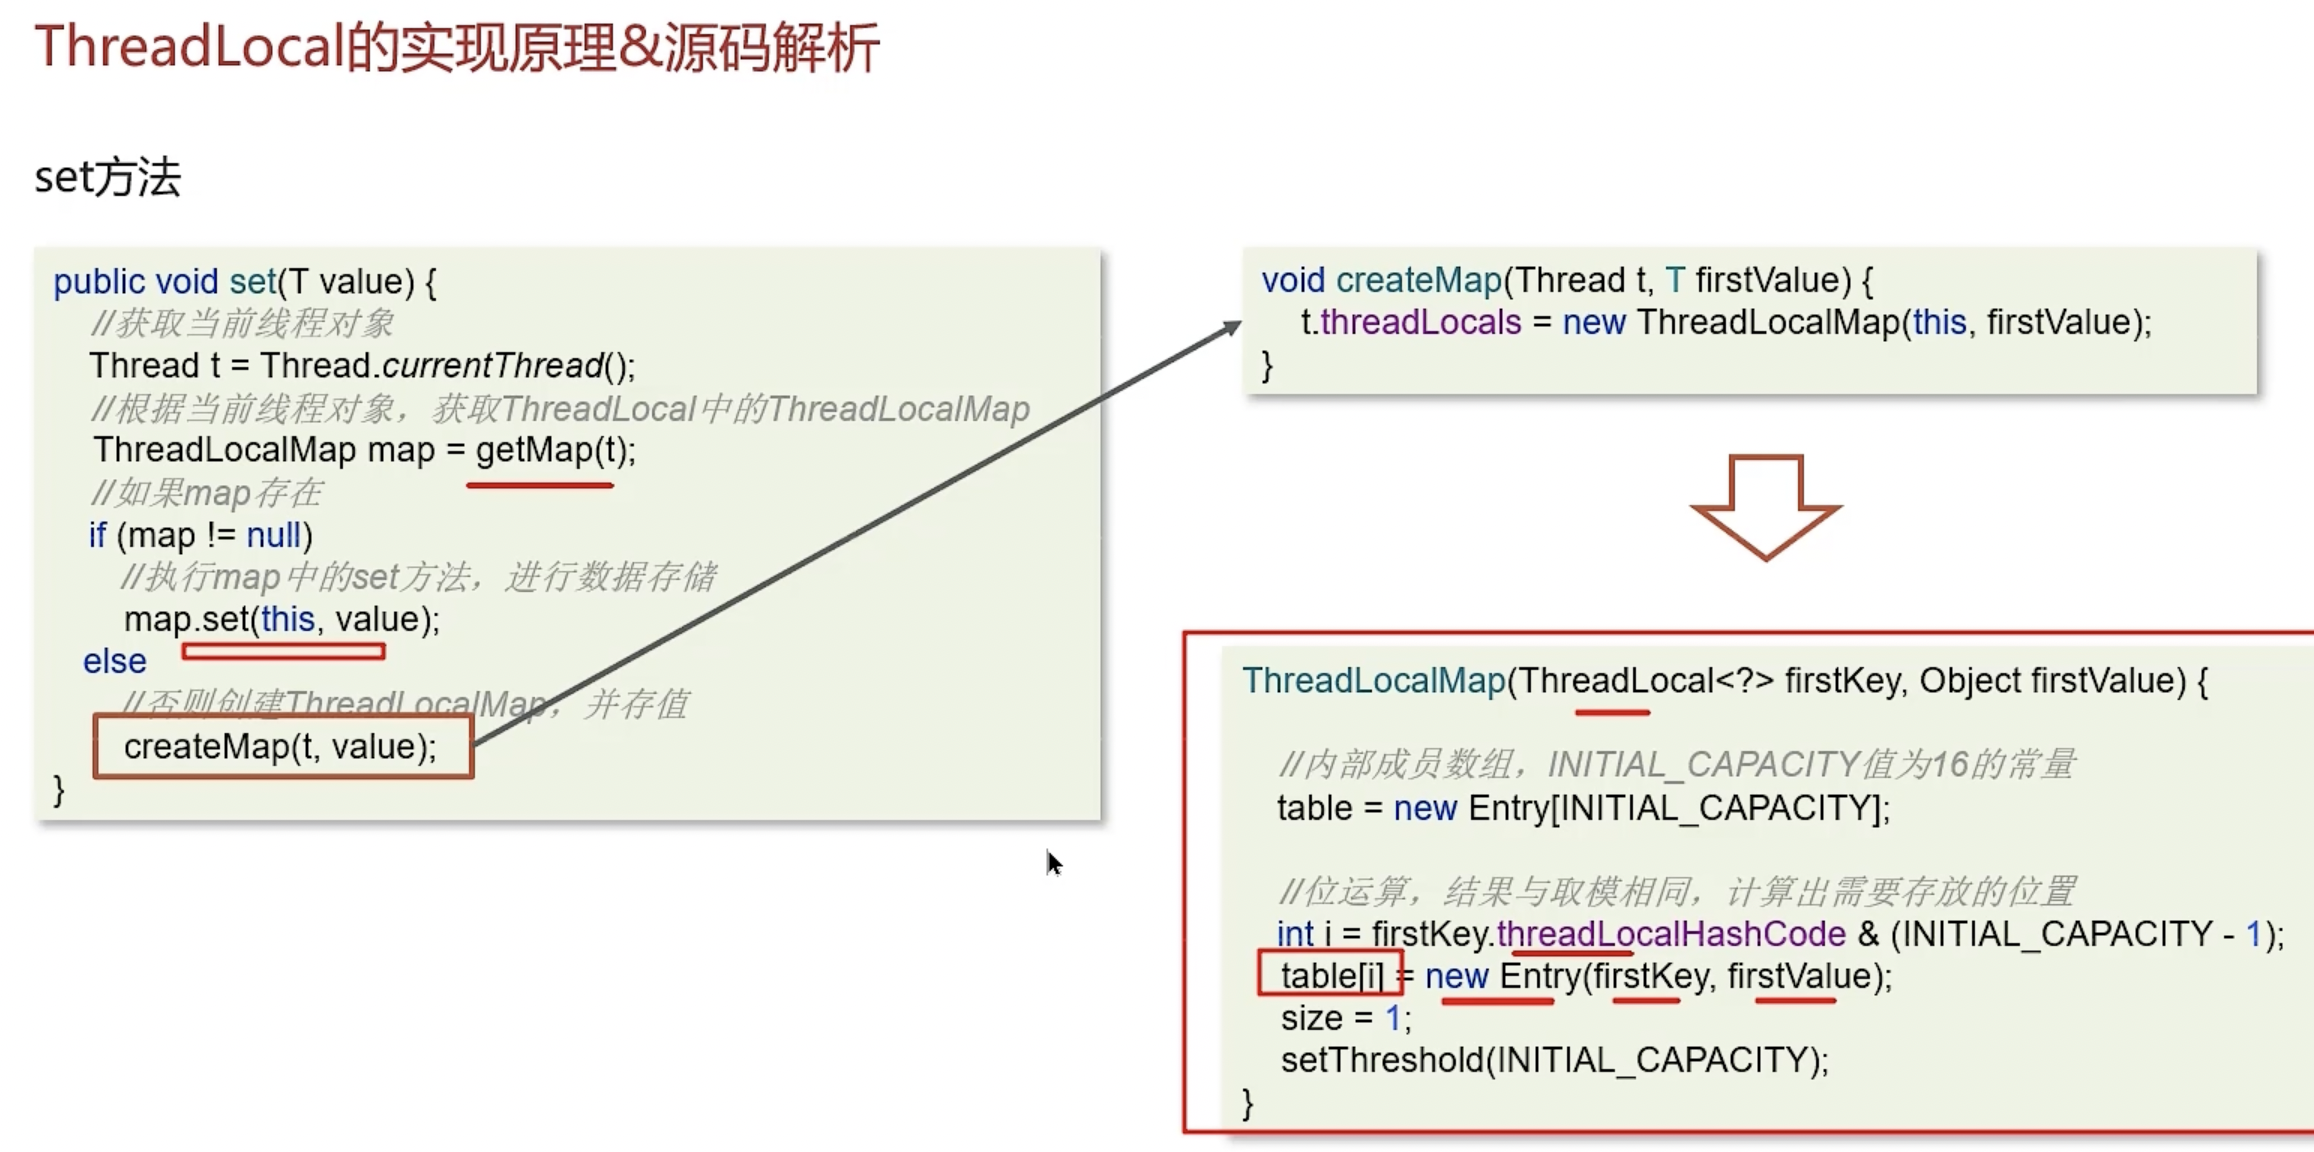 ThreadLocal的实现原理&源码解析
set方法
public void set(T value) {
//获取当前线程对象
Thread t = Thread.currentThread();
//根据当前线程对象，获取ThreadLocal中的ThreadLocalMap
ThreadLocalMap map = getMap(t);
//如果map存在
if (map != null)
//执行map中的set方法，进行数据存储
map.set(this, value);
else
//否则创建ThreadLocalMap，并存值
createMap(t, value);
}
void createMap(Thread t, T firstValue) {
t.threadLocals = new ThreadLocalMap(this, firstValue);
}
ThreadLocalMap(ThreadLocal<?> firstKey, Object firstValue) {
//内部成员数组，INITIAL_CAPACITY值为16的常量
table = new Entry[INITIAL_CAPACITY];
//位运算，结果与取模相同，计算出需要存放的位置
int i = firstKey.threadLocalHashCode & (INITIAL_CAPACITY - 1);
table[i] = new Entry(firstKey, firstValue);
size = 1;
setThreshold(INITIAL_CAPACITY);
}